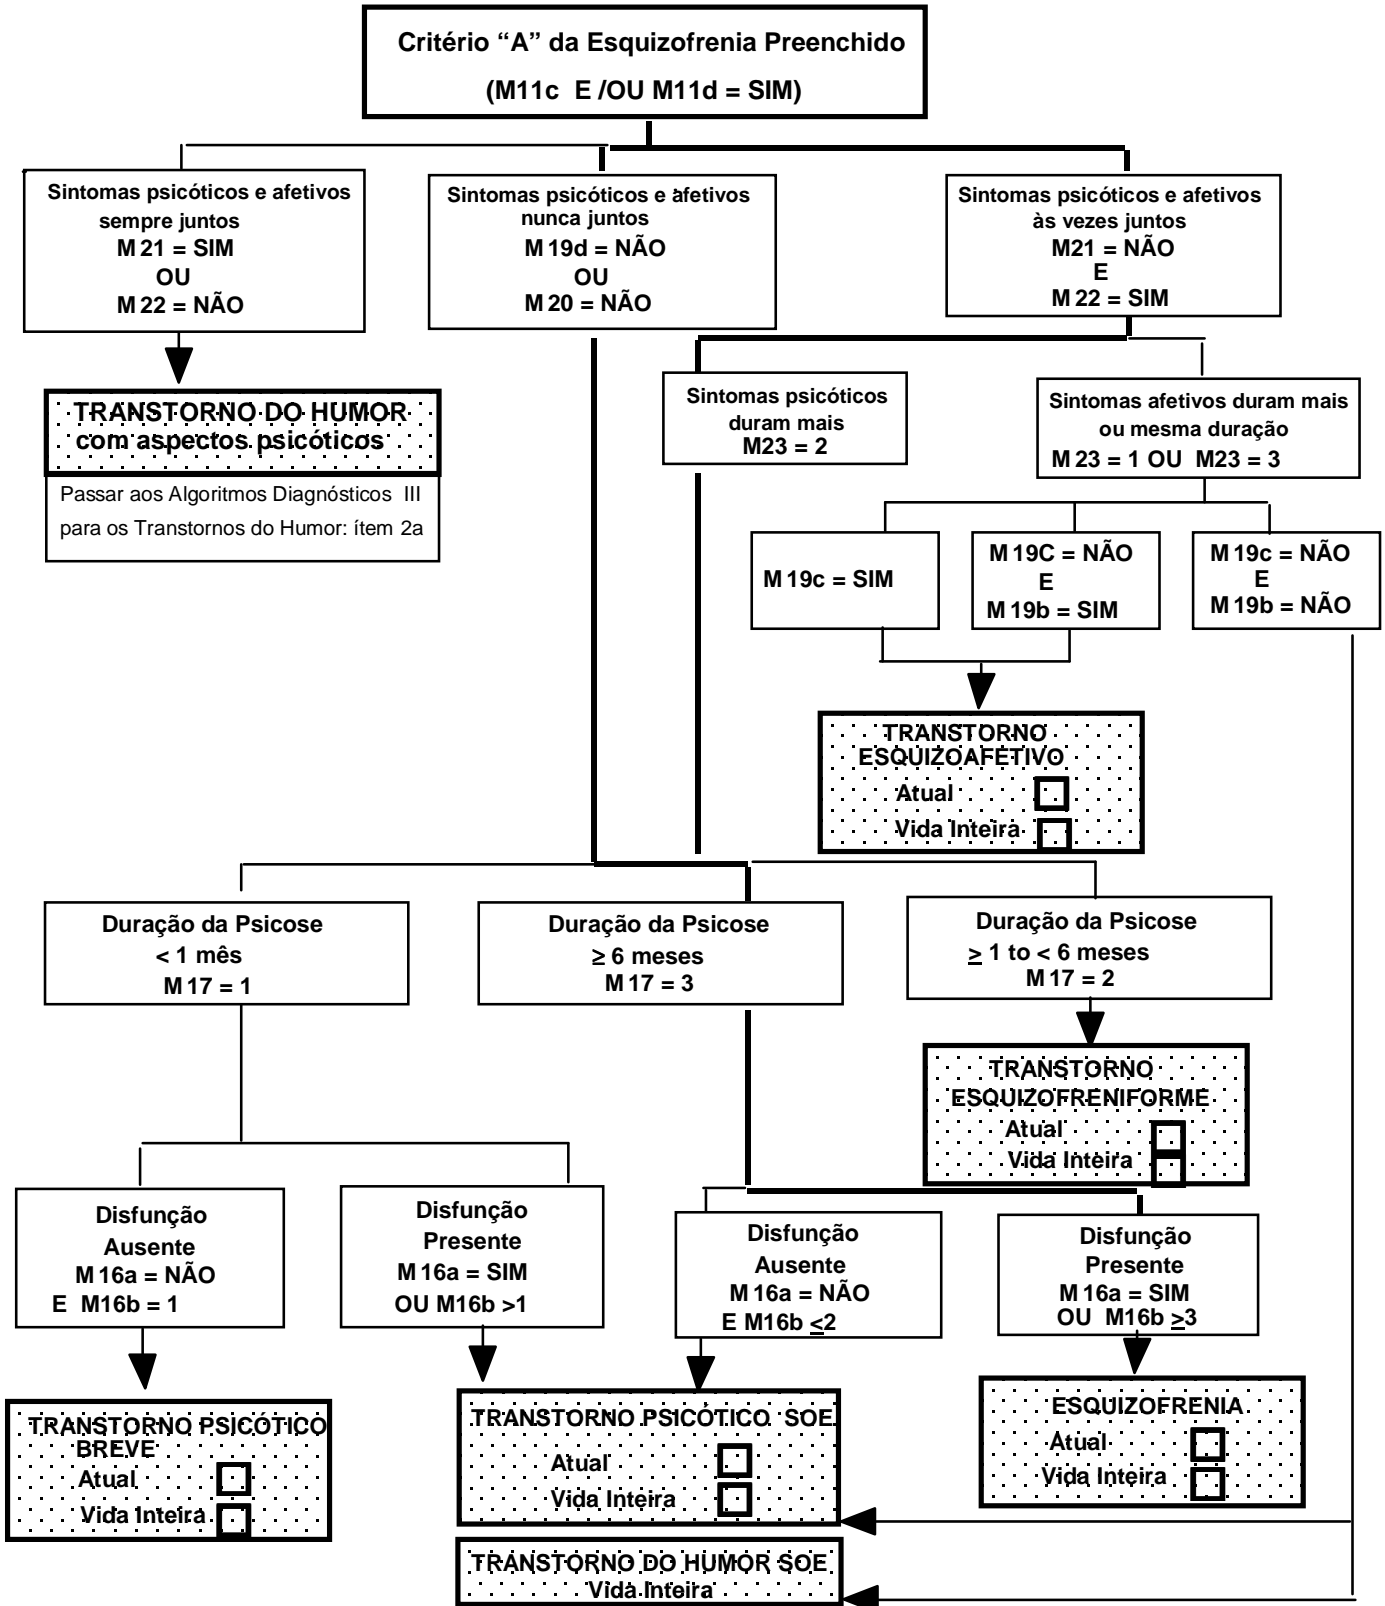 Critério “A” da Esquizofrenia Preenchido
(M11c E /OU M11d = SIM)
Sintomas psicóticos e afetivos
sempre juntos
M 21 = SIM
OU
M 22 = NÃO
Sintomas psicóticos e afetivos
nunca juntos
M 19d = NÃO
OU
M 20 = NÃO
Sintomas psicóticos e afetivos
às vezes juntos
M21 = NÃO
E
M 22 = SIM
TRANSTORNO DO HUMOR
com aspectos psicóticos
Passar aos Algoritmos Diagnósticos III
para os Transtornos do Humor: ítem 2a
Sintomas psicóticos
duram mais
M23 = 2
Sintomas afetivos duram mais
ou mesma duração
M 23 = 1 OU M23 = 3
M 19c = SIM
M 19C = NÃO
E
M 19b = SIM
M 19c = NÃO
E
M 19b = NÃO
TRANSTORNO
ESQUIZOAFETIVO
Atual
Vida Inteira
Duração da Psicose
< 1 mês
M 17 = 1
Duração da Psicose
≥ 6 meses
M 17 = 3
Duração da Psicose
≥ 1 to < 6 meses
M 17 = 2
TRANSTORNO
ESQUIZOFRENIFORME
Atual
Vida Inteira
Disfunção
Ausente
M 16a = NÃO
E M16b = 1
Disfunção
Presente
M 16a = SIM
OU M16b >1
Disfunção
Ausente
M 16a = NÃO
E M16b ≤2
Disfunção
Presente
M 16a = SIM
OU M16b ≥3
TRANSTORNO PSICÓTICO
BREVE
Atual
Vida Inteira
TRANSTORNO PSICÓTICO SOE
Atual
Vida Inteira
ESQUIZOFRENIA
Atual
Vida Inteira
TRANSTORNO DO HUMOR SOE
Vida Inteira